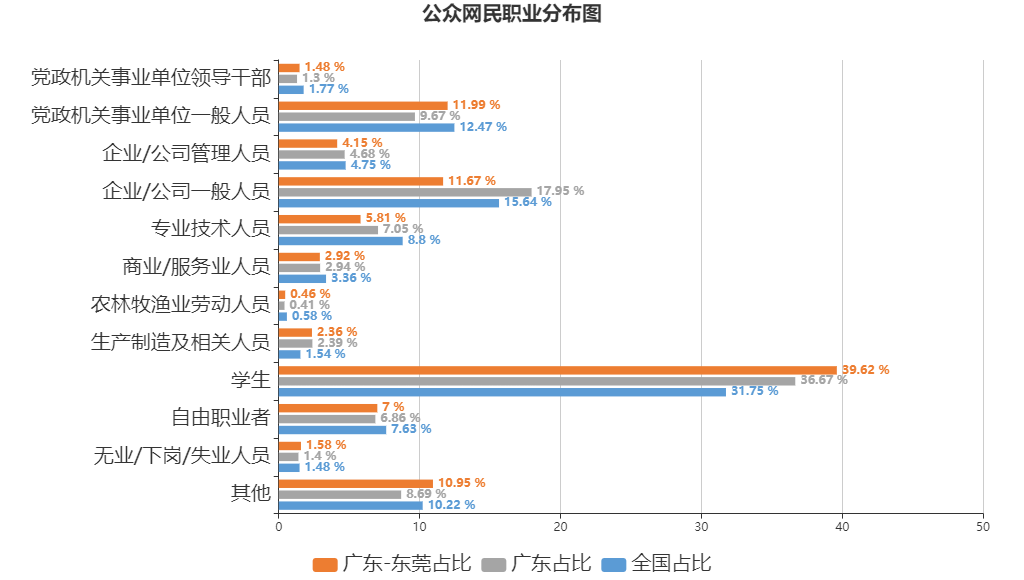 公众网民职业分布图
党政机关事业单位领导干部
1.48 %
1.3 %
1.77 %
党政机关事业单位一般人员
11.99 %
9.67 %
12.47 %
企业/公司管理人员
4.15 %
4.68 %
4.75 %
企业/公司一般人员
11.67 %
17.95 %
15.64 %
专业技术人员
5.81 %
7.05 %
8.8 %
商业/服务业人员
2.92 %
2.94 %
3.36 %
农林牧渔业劳动人员
0.46 %
0.41 %
0.58 %
生产制造及相关人员
2.36 %
2.39 %
1.54 %
学生
39.62 %
36.67 %
31.75 %
自由职业者
7 %
6.86 %
7.63 %
无业/下岗/失业人员
1.58 %
1.4 %
1.48 %
其他
10.95 %
8.69 %
10.22 %
0 10 20 30 40 50
广东-东莞占比 广东占比 全国占比